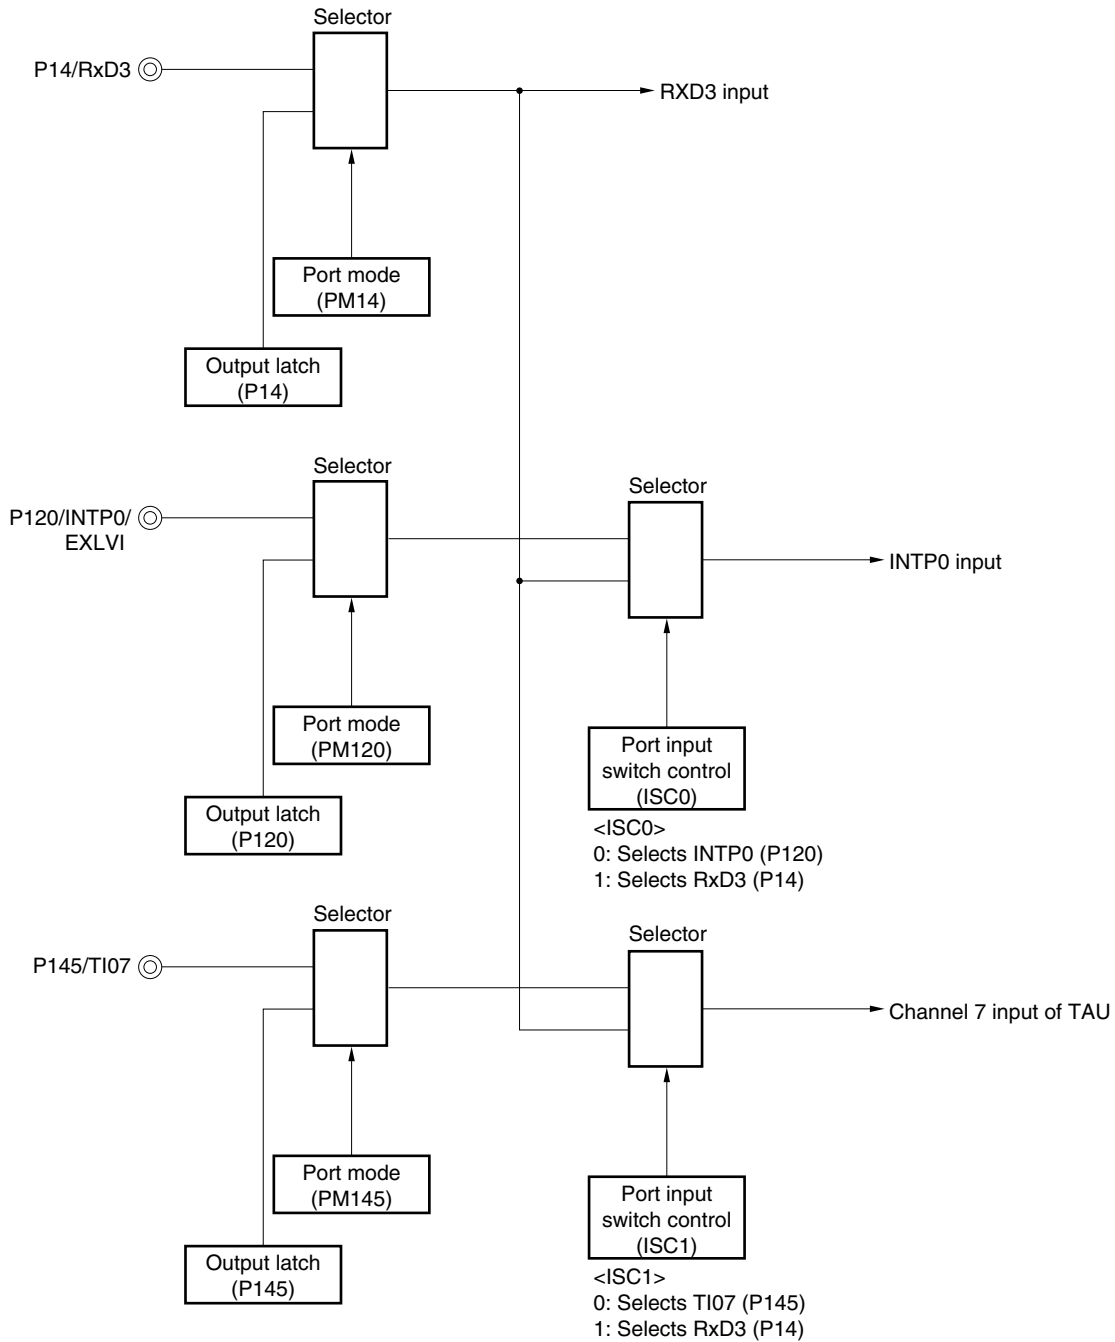 Selector
P14/RxD3
RXD3 input
Port mode
(PM14)
Output latch
(P14)
Selector
Selector
P120/INTP0/
EXLVI
INTP0 input
Port mode
(PM120)
Port input
switch control
(ISC0)
Output latch
(P120)
<ISC0>
0: Selects INTP0 (P120)
1: Selects RxD3 (P14)
Selector
Selector
P145/TI07
Channel 7 input of TAU
Port mode
(PM145)
Port input
switch control
(ISC1)
Output latch
(P145)
<ISC1>
0: Selects TI07 (P145)
1: Selects RxD3 (P14)